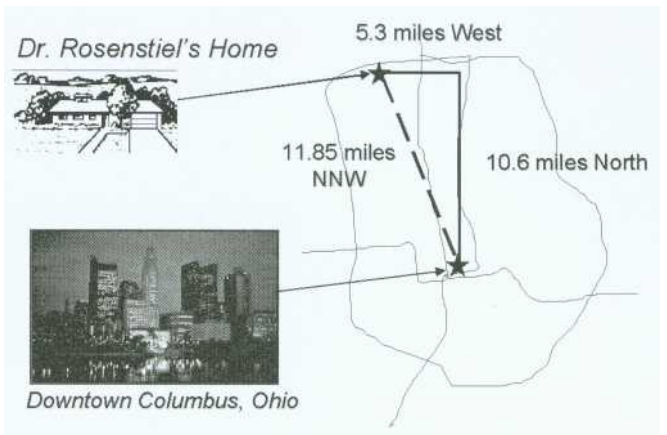 5.3 miles West
Dr. Rosenstiel's Home
11.85 miles
NNW
10.6 miles North
Downtown Columbus, Ohio